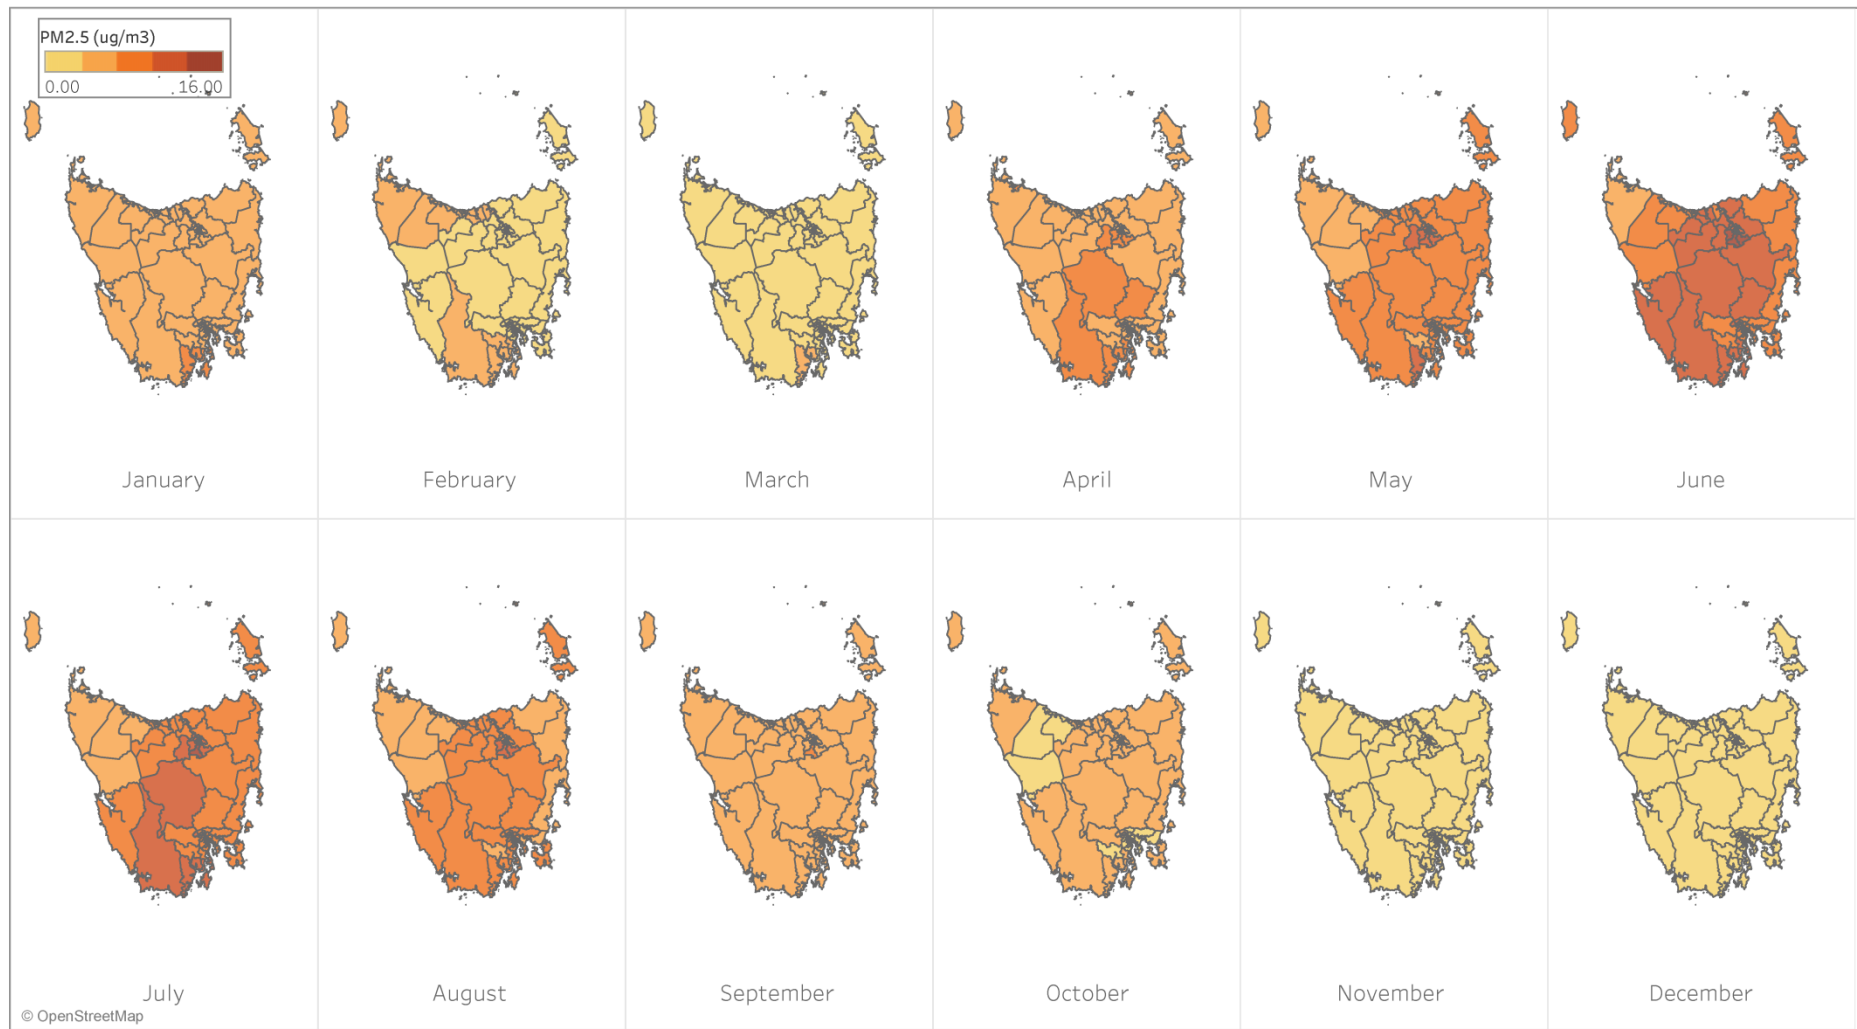 PM2.5 (ug/m3)
0.00 16.00
January
February
March
April
May
June
July
August
September
October
November
December
© OpenStreetMap